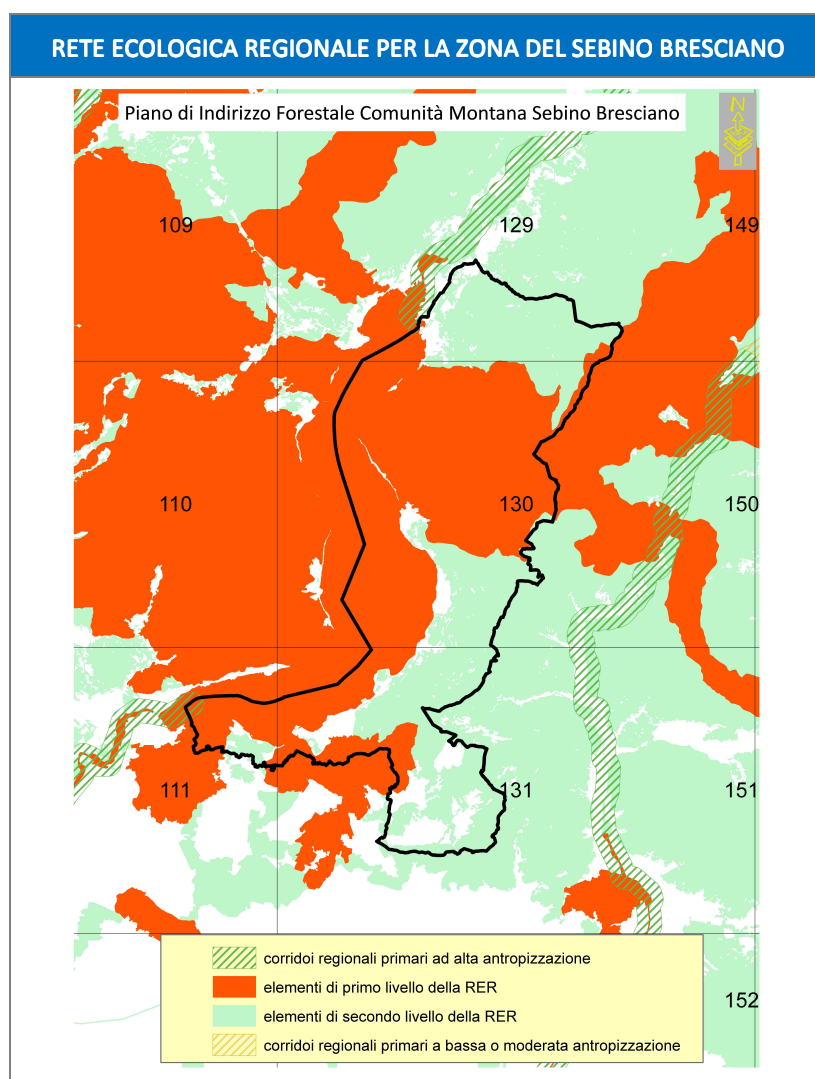 RETE ECOLOGICA REGIONALE PER LA ZONA DEL SEBINO BRESCIANO
Piano di Indirizzo Forestale Comunità Montana Sebino Bresciano
N
109
129
149
110
130
150
111
131
151
152
corridoi regionali primari ad alta antropizzazione
elementi di primo livello della RER
elementi di secondo livello della RER
corridoi regionali primari a bassa o moderata antropizzazione